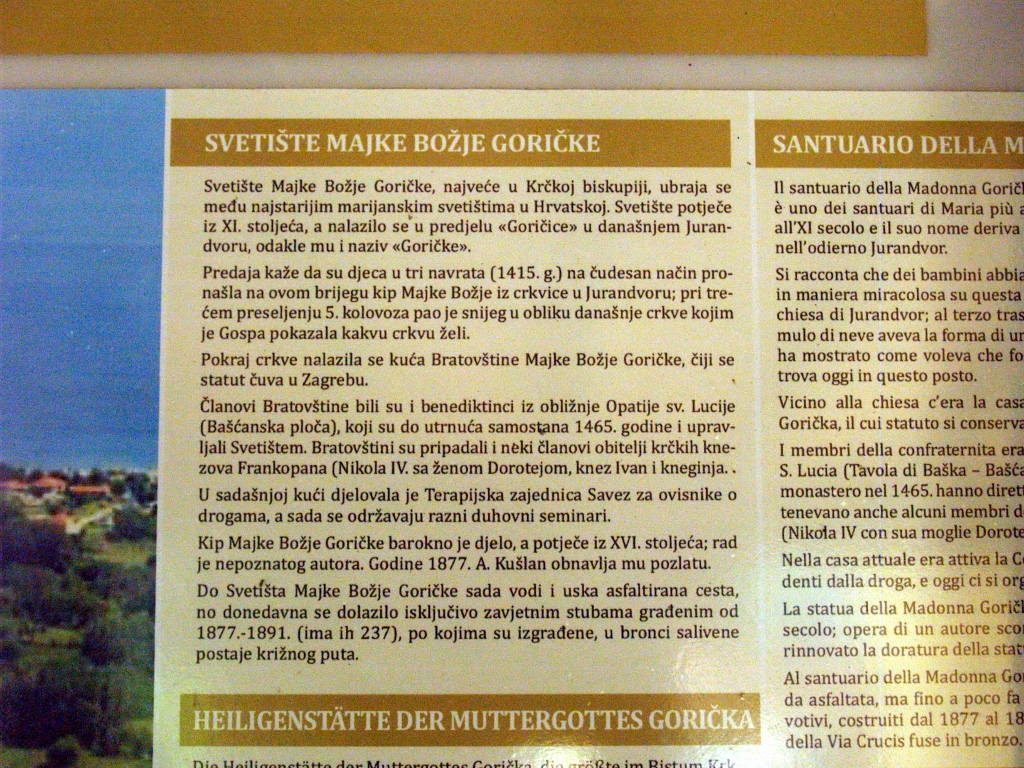 SVETIŠTE MAJKE BOŽJE GORIČKE
Svetište Majke Božje Goričke, najveće u Krčkoj biskupiji, ubraja se
među najstarijim marijanskim svetištima u Hrvatskoj. Svetište potječe
iz XI. stoljeća, a nalazilo se u predjelu «Goričice» u današnjem Juran-
dvoru, odakle mu i naziv «Goričke».
Predaja kaže da su djeca u tri navrata (1415. g.) na čudesan način pro-
našla na ovom brijegu kip Majke Božje iz crkvice u Jurandvoru; pri tre-
ćem preseljenju 5. kolovoza pao je snijeg u obliku današnje crkve kojim
je Gospa pokazala kakvu crkvu želi.
Pokraj crkve nalazila se kuća Bratovštine Majke Božje Goričke, čiji se
statut čuva u Zagrebu.
Članovi Bratovštine bili su i benediktinci iz obližnje Opatije sv. Lucije
(Bašćanska ploča), koji su do utrnuća samostana 1465. godine i uprav-
ljali Svetištem. Bratovštini su pripadali i neki članovi obitelji krčkih kne-
zova Frankopana (Nikola IV. sa ženom Dorotejom, knez Ivan i kneginja. .
U sadašnjoj kući djelovala je Terapijska zajednica Savez za ovisnike o
drogama, a sada se održavaju razni duhovni seminari.
Kip Majke Božje Goričke barokno je djelo, a potječe iz XVI. stoljeća; rad
je nepoznatog autora. Godine 1877. A. Kušlan obnavlja mu pozlatu.
Do Svetišta Majke Božje Goričke sada vodi i uska asfaltirana cesta,
no donedavna se dolazilo isključivo zavjetnim stubama građenim od
1877.-1891. (ima ih 237), po kojima su izgrađene, u bronci salivene
postaje križnog puta.
HEILIGENSTÄTTE DER MUTTERGOTTES GORIČKA
Die Heiligenstätte der Muttergottes Gorička, die größte im Bistum Krk,
SANTUARIO DELLA M
Il santuario della Madonna Gorič
è uno dei santuari di Maria più a
all'XI secolo e il suo nome deriva
nell'odierno Jurandvor.
Si racconta che dei bambini abbia
in maniera miracolosa su questa
chiesa di Jurandvor; al terzo tras
mulo di neve aveva la forma di un
ha mostrato come voleva che fo
trova oggi in questo posto.
Vicino alla chiesa c'era la casa
Gorička, il cui statuto si conserva
I membri della confraternita era
S. Lucia (Tavola di Baška – Bašća
monastero nel 1465. hanno dirett
tenevano anche alcuni membri d
(Nikola IV con sua moglie Dorote
Nella casa attuale era attiva la C
denti dalla droga, e oggi ci si org
La statua della Madonna Gorič
secolo; opera di un autore scon
rinnovato la doratura della stat
Al santuario della Madonna Go
da asfaltata, ma fino a poco fa
votivi, costruiti dal 1877 al 18
della Via Crucis fuse in bronzo.